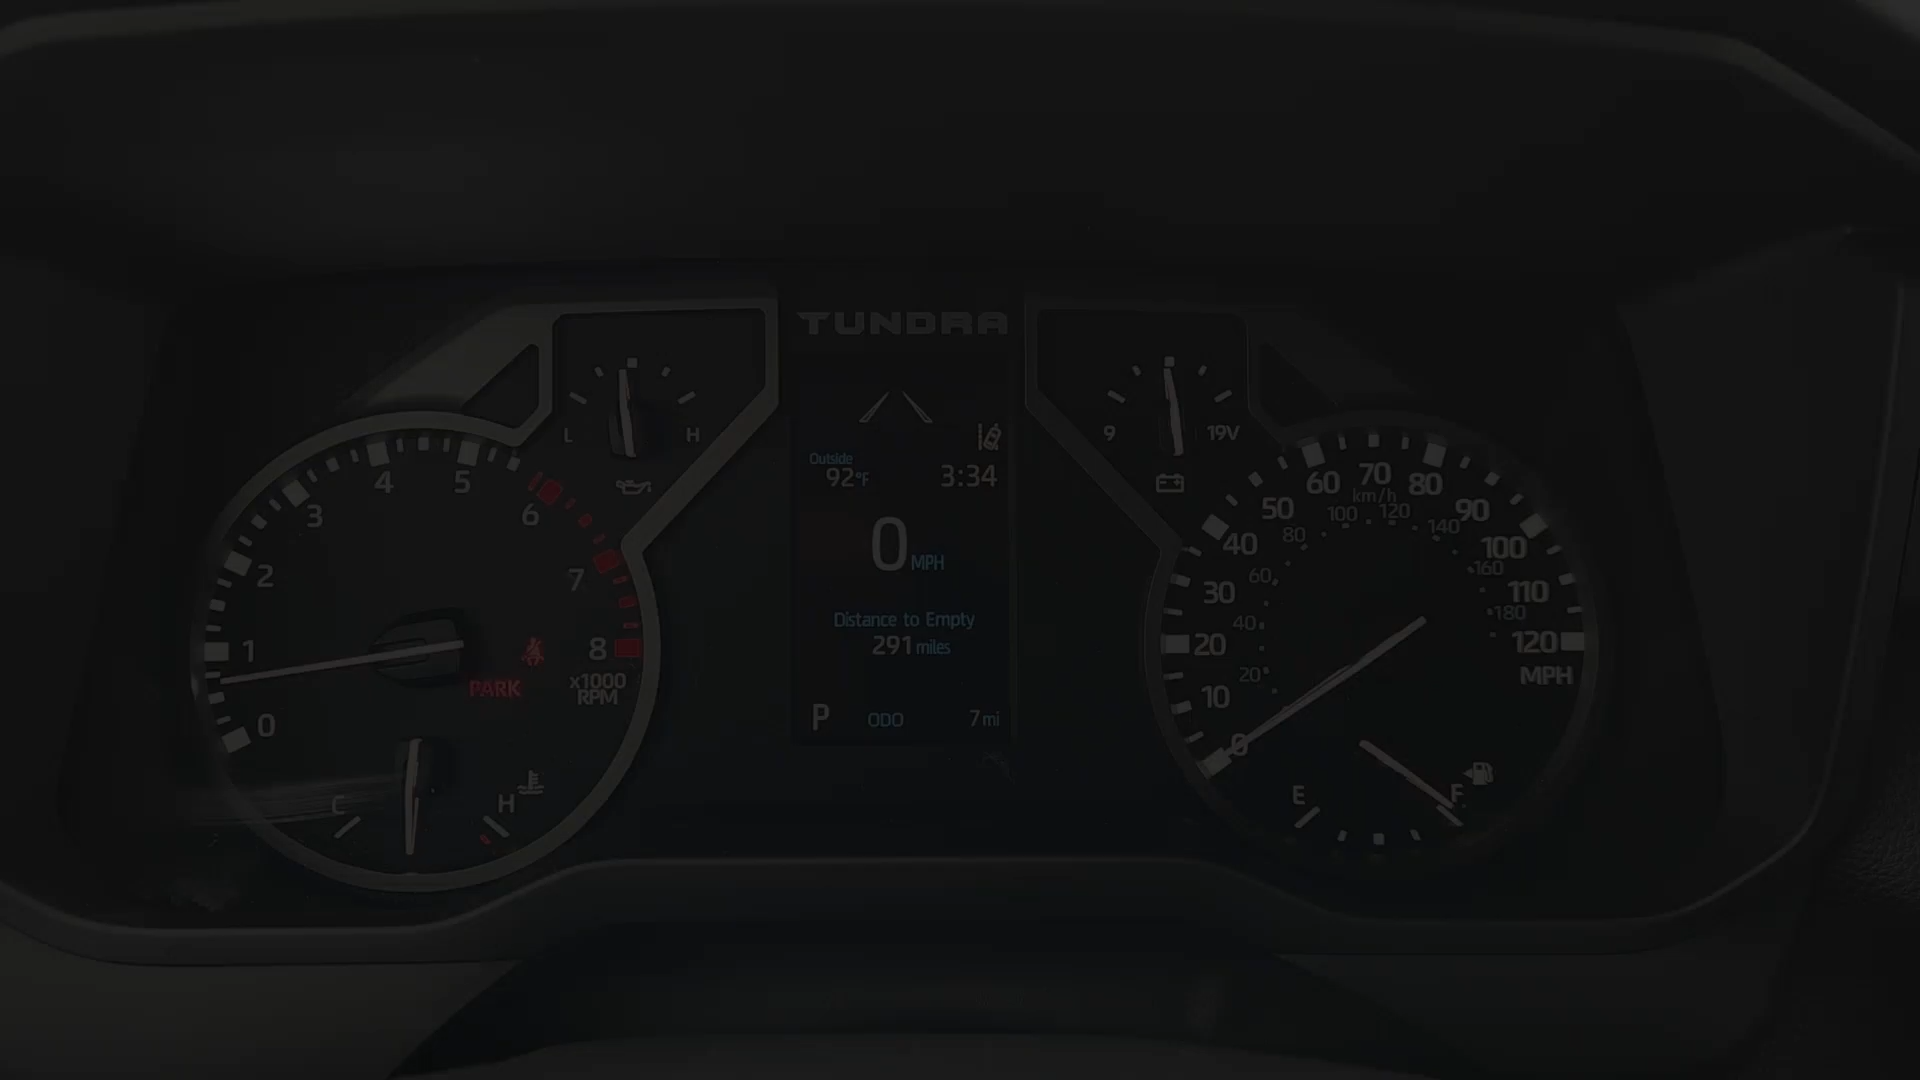 TUNDRA
L
H
9
19V
Outside
92°F
3:34
0 MPH
Distance to Empty
291 miles
P
ODO
7 mi
0
1
2
3
4
5
6
7
8
x1000
RPM
PARK
C
H
0
10
20
30
40
50
60
70
80
90
100
110
120
MPH
km/h
20
40
60
80
100
120
140
160
180
E
F